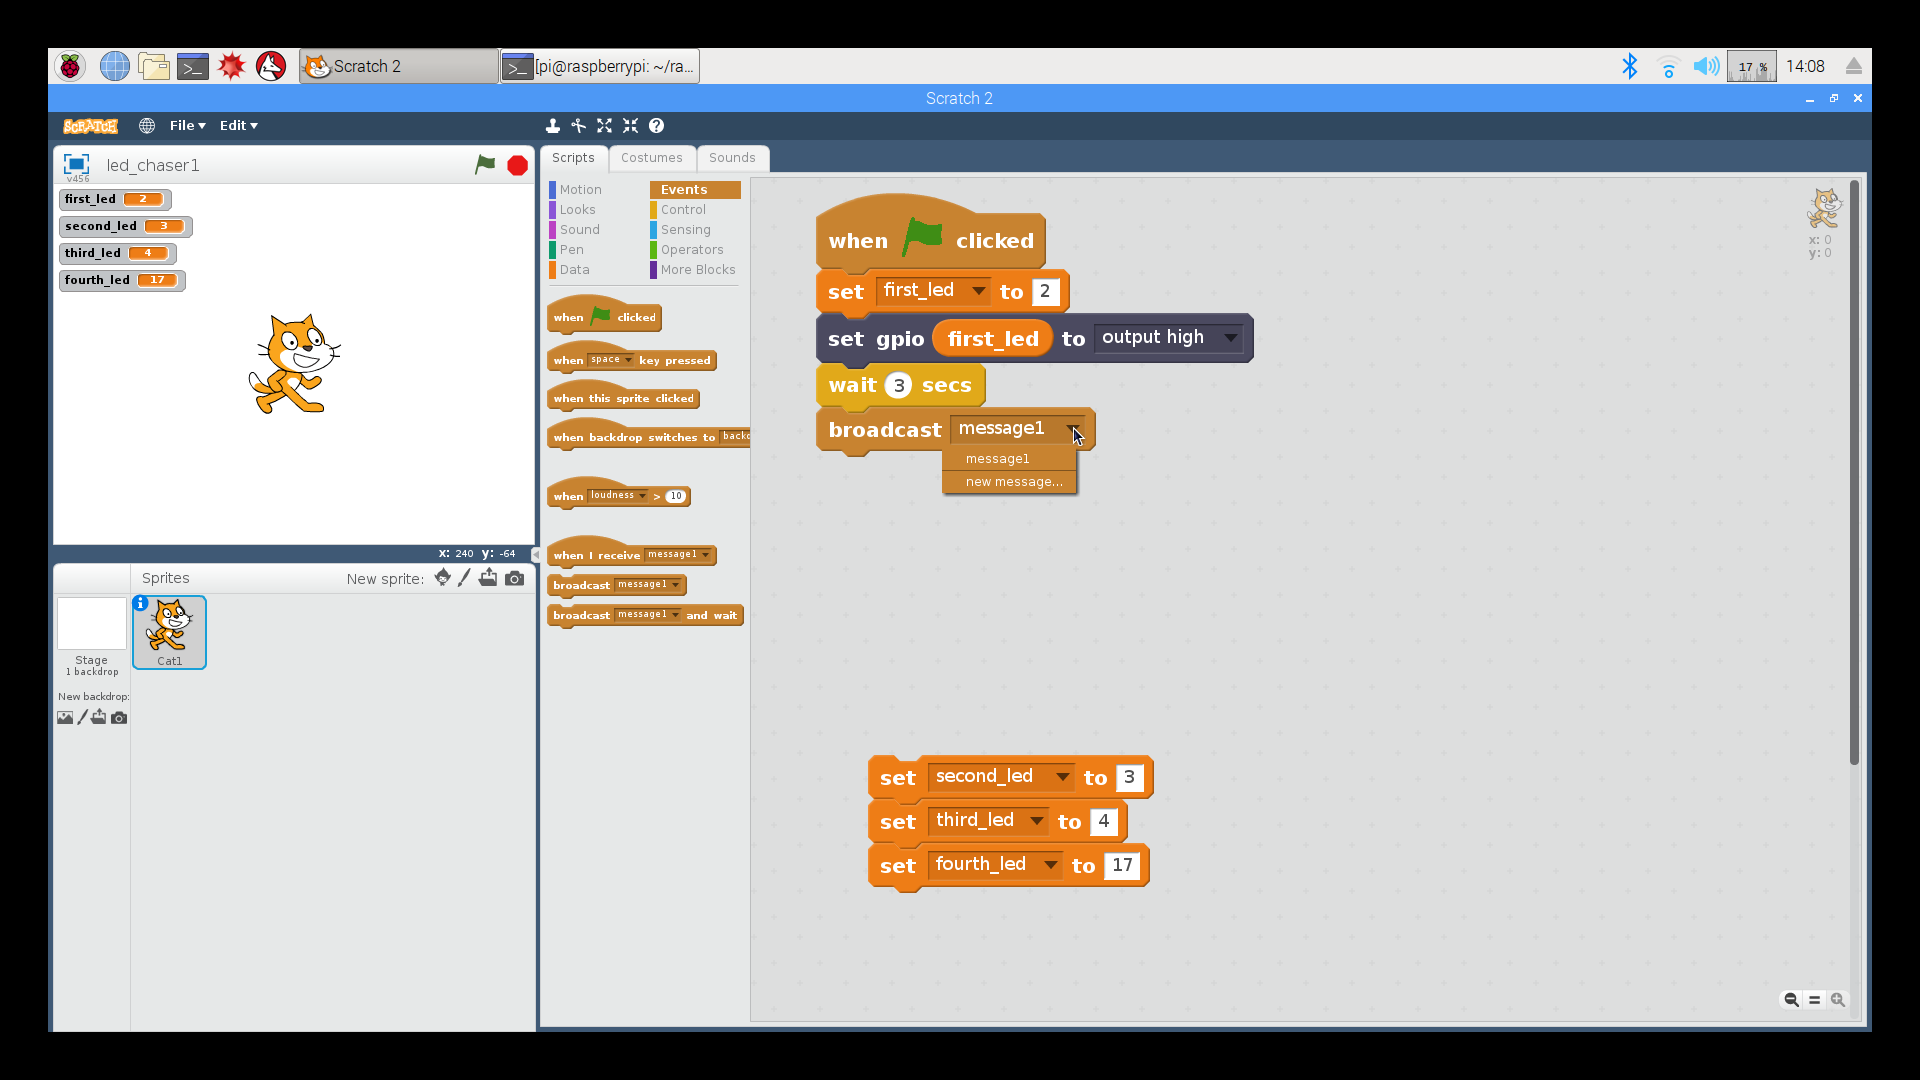 Scratch 2
[pi@raspberrypi: ~/ra...
17 %
14:08
Scratch 2
SCRATCH
File
Edit
v456
led_chaser1
first_led 2
second_led 3
third_led 4
fourth_led 17
x: 240 y: -64
Sprites
New sprite:
Stage
1 backdrop
New backdrop:
Cat1
Scripts
Costumes
Sounds
Motion
Events
Looks
Control
Sound
Sensing
Pen
Operators
Data
More Blocks
when clicked
when space key pressed
when this sprite clicked
when backdrop switches to backd
when loudness > 10
when I receive message1
broadcast message1
broadcast message1 and wait
when clicked
set first_led to 2
set gpio first_led to output high
wait 3 secs
broadcast message1
message1
new message...
set second_led to 3
set third_led to 4
set fourth_led to 17
x: 0
y: 0